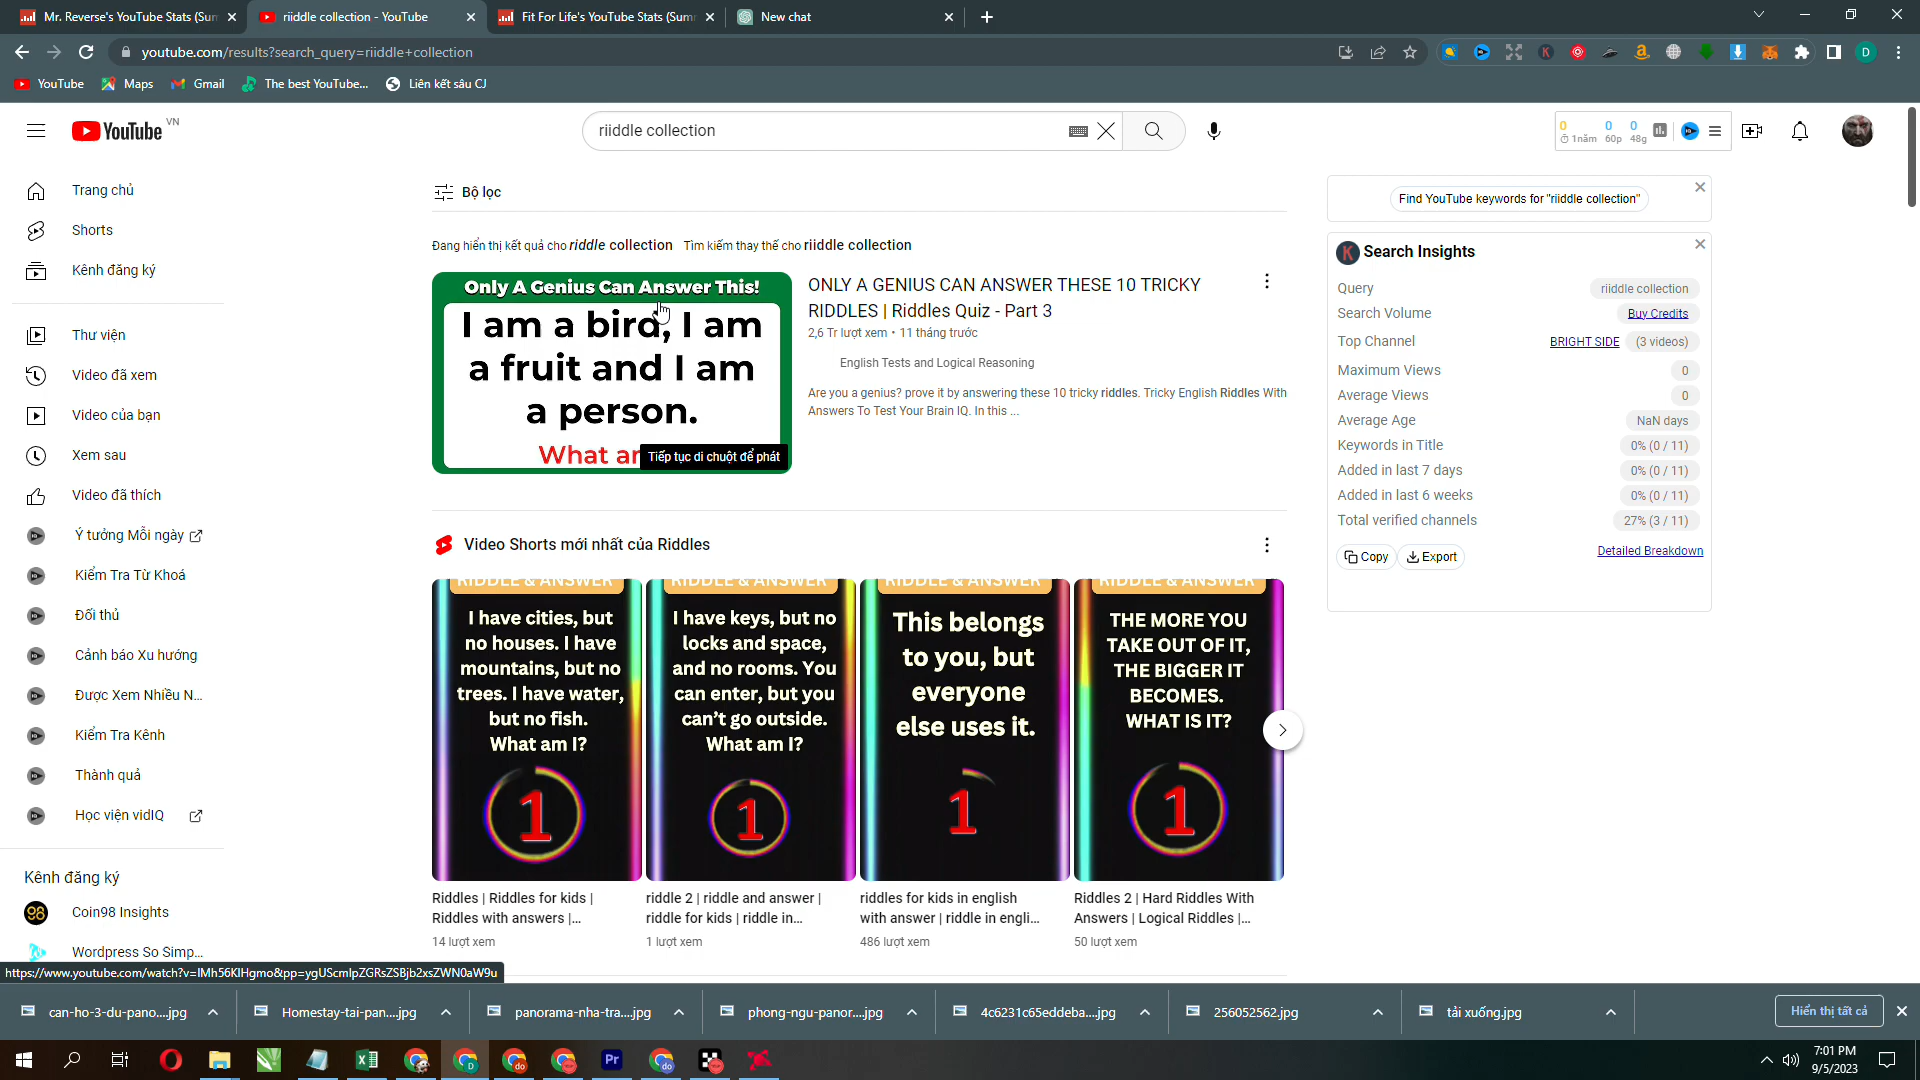 Mr. Reverse's YouTube Stats (Sum
riiddle collection - YouTube
Fit For Life's YouTube Stats (Sum
New chat
youtube.com/results?search_query=riiddle+collection
YouTube
Maps
Gmail
The best YouTube...
Liên kết sâu CJ
YouTube VN
riiddle collection
0 0 0
1năm 60p 48g
Trang chủ
Shorts
Kênh đăng ký
Thư viện
Video đã xem
Video của bạn
Xem sau
Video đã thích
Ý tưởng Mỗi ngày
Kiểm Tra Từ Khoá
Đối thủ
Cảnh báo Xu hướng
Được Xem Nhiều N...
Kiểm Tra Kênh
Thành quả
Học viện vidIQ
Kênh đăng ký
Coin98 Insights
Wordpress So Simp...
https://www.youtube.com/watch?v=IMh56KIHgmo&pp=ygUScmlpZGRsZSBjb2xsZWN0aW9u
Bộ lọc
Đang hiển thị kết quả cho riddle collection Tìm kiếm thay thế cho riiddle collection
Only A Genius Can Answer This!
I am a bird, I am
a fruit and I am
a person.
What ar
Tiếp tục di chuột để phát
ONLY A GENIUS CAN ANSWER THESE 10 TRICKY
RIDDLES | Riddles Quiz - Part 3
2,6 Tr lượt xem • 11 tháng trước
English Tests and Logical Reasoning
Are you a genius? prove it by answering these 10 tricky riddles. Tricky English Riddles With
Answers To Test Your Brain IQ. In this ...
Video Shorts mới nhất của Riddles
RIDDLE & ANSWER
I have cities, but
no houses. I have
mountains, but no
trees. I have water,
but no fish.
What am I?
1
Riddles | Riddles for kids |
Riddles with answers |...
14 lượt xem
RIDDLE & ANSWER
I have keys, but no
locks and space,
and no rooms. You
can enter, but you
can't go outside.
What am I?
1
riddle 2 | riddle and answer |
riddle for kids | riddle in...
1 lượt xem
RIDDLE & ANSWER
This belongs
to you, but
everyone
else uses it.
1
riddles for kids in english
with answer | riddle in engli...
486 lượt xem
RIDDLE & ANSWER
THE MORE YOU
TAKE OUT OF IT,
THE BIGGER IT
BECOMES.
WHAT IS IT?
1
Riddles 2 | Hard Riddles With
Answers | Logical Riddles |...
50 lượt xem
Find YouTube keywords for "riiddle collection"
K Search Insights
Query riiddle collection
Search Volume Buy Credits
Top Channel BRIGHT SIDE (3 videos)
Maximum Views 0
Average Views 0
Average Age NaN days
Keywords in Title 0% (0 / 11)
Added in last 7 days 0% (0 / 11)
Added in last 6 weeks 0% (0 / 11)
Total verified channels 27% (3 / 11)
Copy
Export
Detailed Breakdown
can-ho-3-du-pano....jpg
Homestay-tai-pan....jpg
panorama-nha-tra....jpg
phong-ngu-panor....jpg
4c6231c65eddeba....jpg
256052562.jpg
tải xuống.jpg
Hiển thị tất cả
7:01 PM
9/5/2023